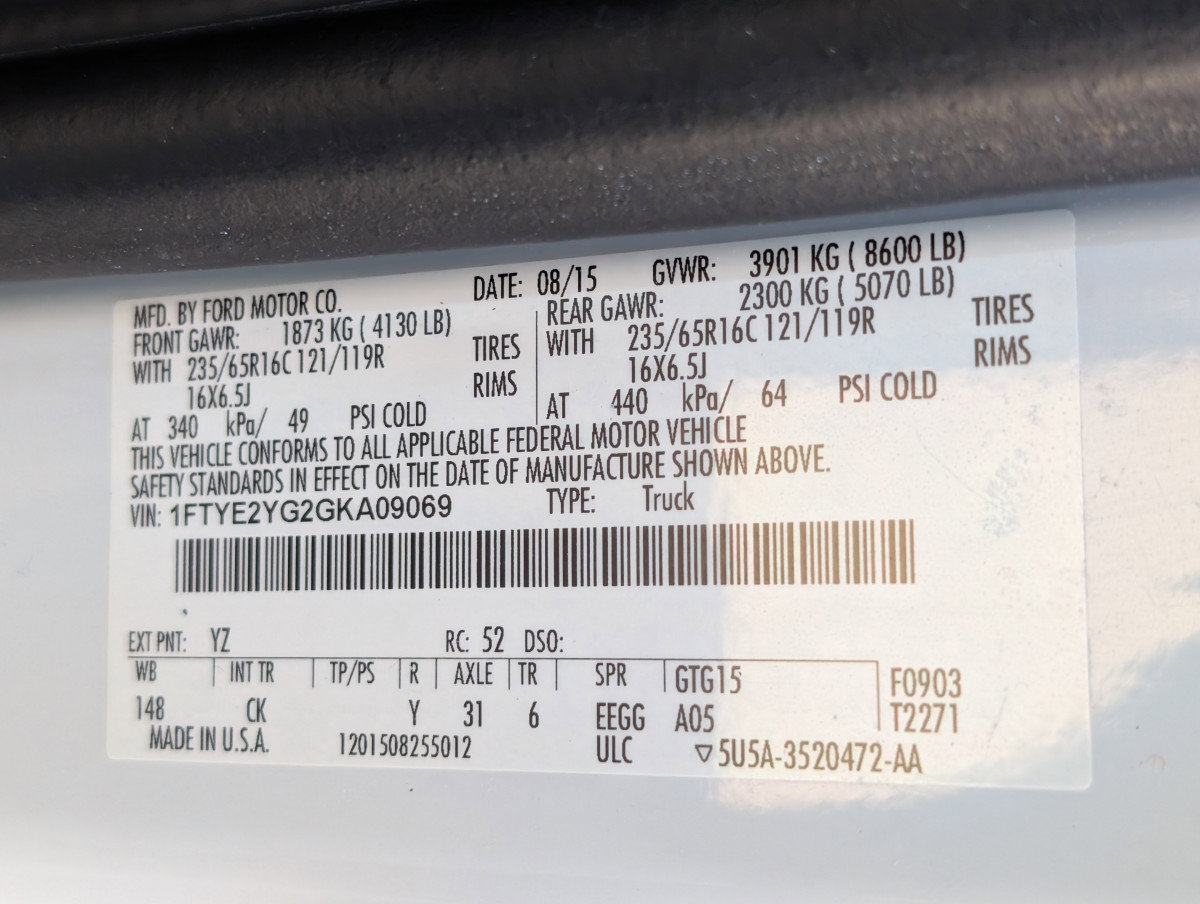 MFD. BY FORD MOTOR CO. DATE: 08/15 GVWR: 3901 KG ( 8600 LB)
FRONT GAWR: 1873 KG ( 4130 LB) REAR GAWR: 2300 KG ( 5070 LB)
WITH 235/65R16C 121/119R TIRES WITH 235/65R16C 121/119R TIRES
16X6.5J RIMS 16X6.5J RIMS
AT 340 kPa/ 49 PSI COLD AT 440 kPa/ 64 PSI COLD
THIS VEHICLE CONFORMS TO ALL APPLICABLE FEDERAL MOTOR VEHICLE
SAFETY STANDARDS IN EFFECT ON THE DATE OF MANUFACTURE SHOWN ABOVE.
VIN: 1FTYE2YG2GKA09069 TYPE: Truck
EXT PNT: YZ RC: 52 DSO:
WB INT TR TP/PS R AXLE TR SPR GTG15 F0903
148 CK Y 31 6 EEGG A05 T2271
MADE IN U.S.A. 1201508255012 ULC ▽5U5A-3520472-AA